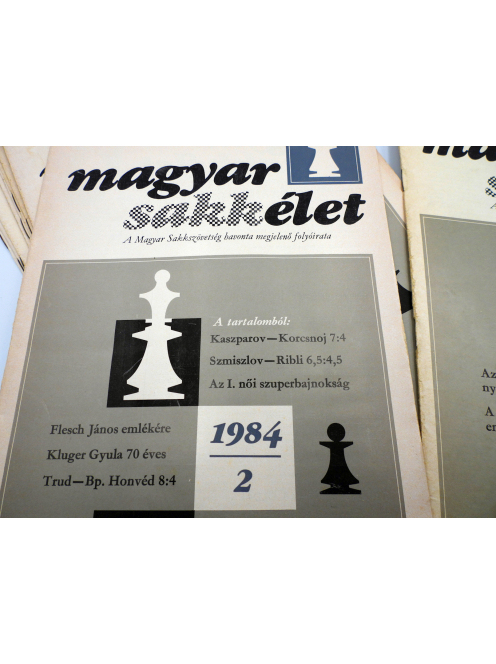 magyar
sakkélet
A Magyar Sakkszövetség havonta megjelenő folyóirata
A tartalomból:
Kaszparov—Korcsnoj 7:4
Szmiszlov—Ribli 6,5:4,5
Az I. női szuperbajnokság
Flesch János emlékére
Kluger Gyula 70 éves
Trud—Bp. Honvéd 8:4
1984
2
Az
A